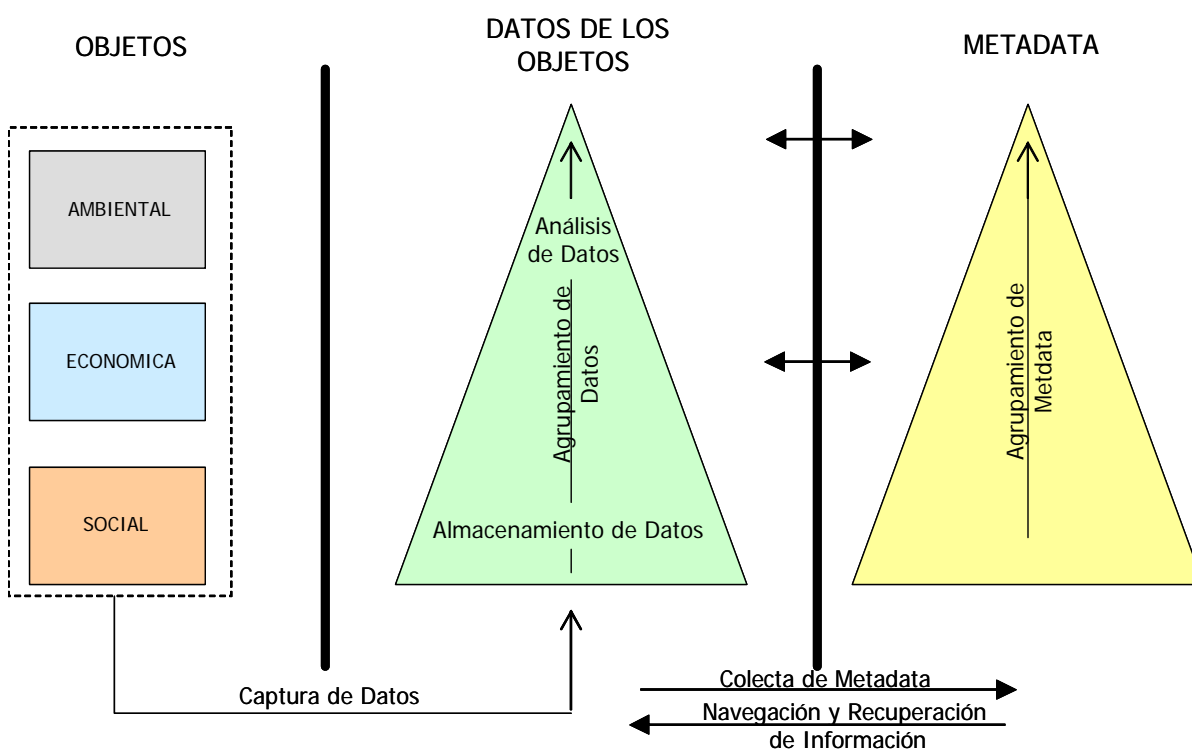 OBJETOS
DATOS DE LOS
OBJETOS
METADATA
AMBIENTAL
ECONOMICA
SOCIAL
Análisis
de Datos
Agrupamiento de
Datos
Almacenamiento de Datos
Agrupamiento de
Metdata
Captura de Datos
Colecta de Metadata
Navegación y Recuperación
de Información